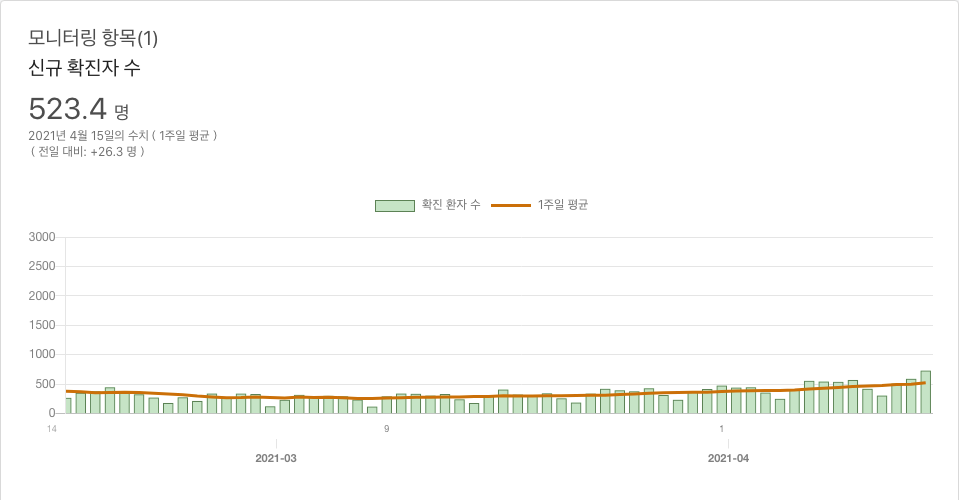 모니터링 항목(1)
신규 확진자 수
523.4 명
2021년 4월 15일의 수치 ( 1주일 평균 )
( 전일 대비: +26.3 명 )
확진 환자 수 1주일 평균
3000
2500
2000
1500
1000
500
0
14 9 1
2021-03 2021-04